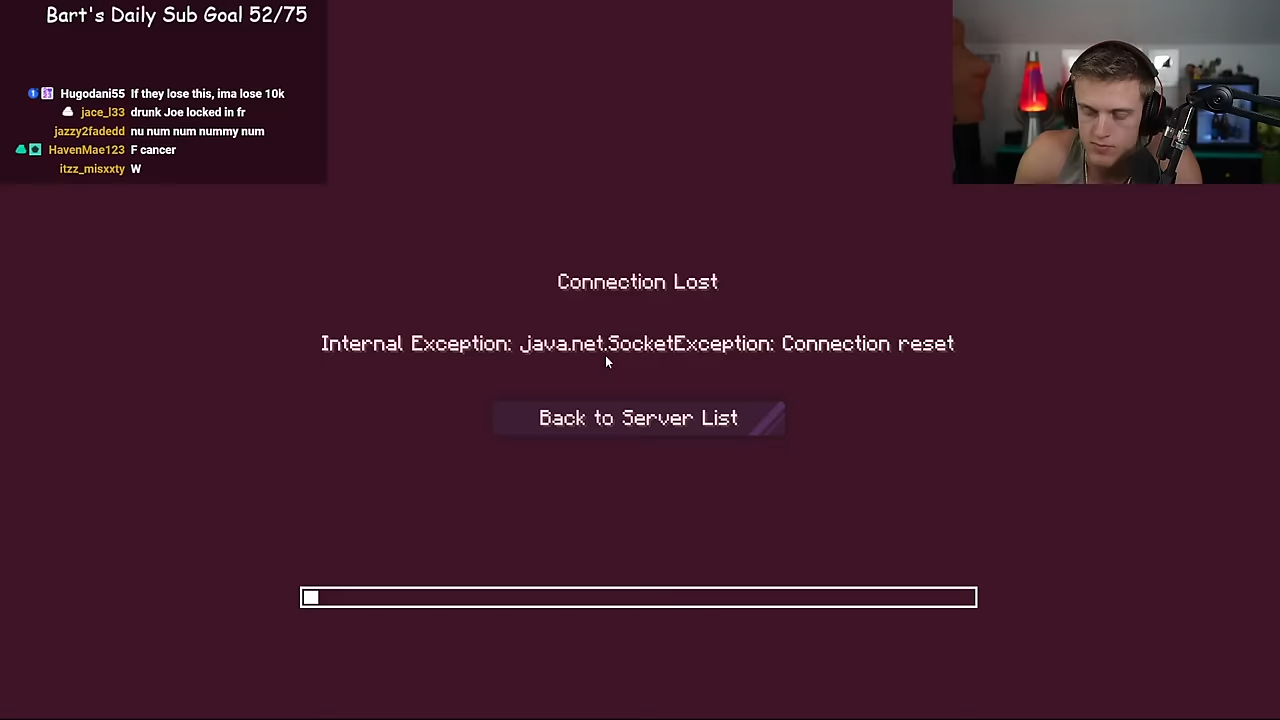 Bart's Daily Sub Goal 52/75
Hugodani55 If they lose this, ima lose 10k
jace_l33 drunk Joe locked in fr
jazzy2fadedd nu num num nummy num
HavenMae123 F cancer
itzz_misxxty W
Connection Lost
Internal Exception: java.net.SocketException: Connection reset
Back to Server List